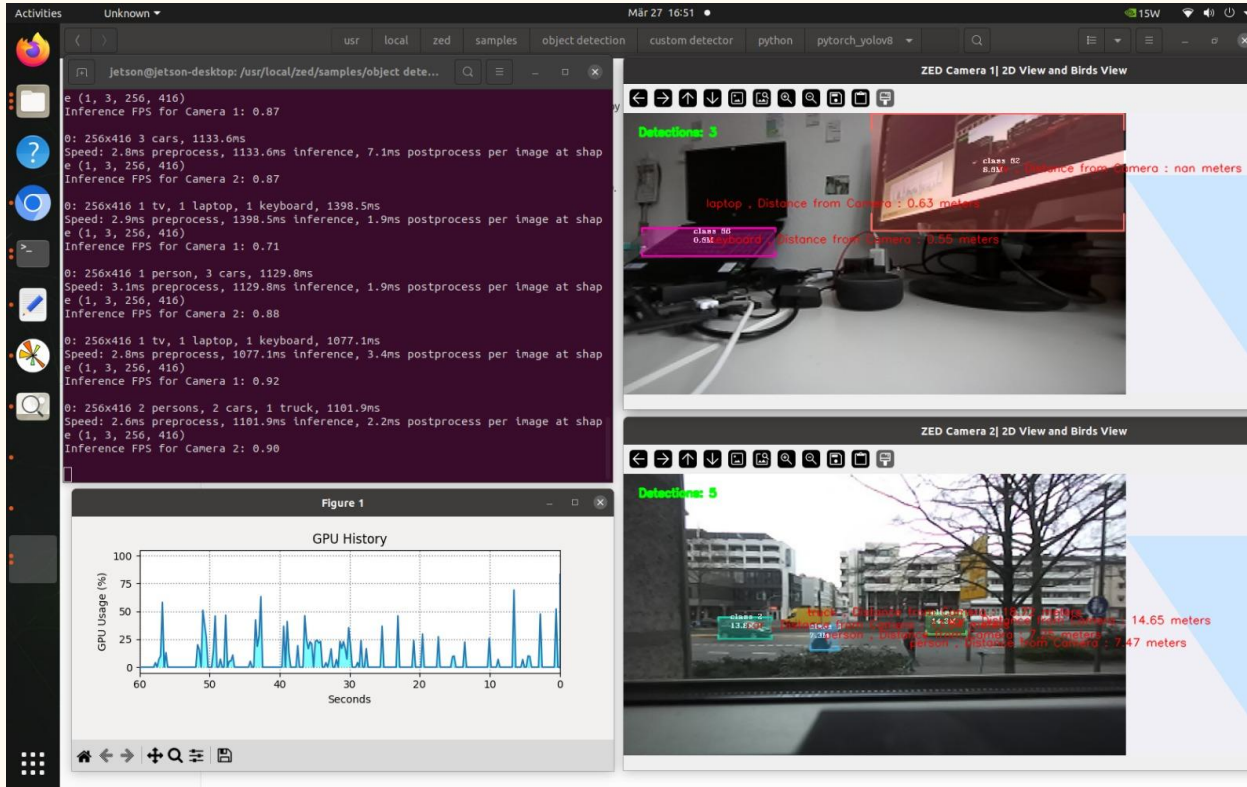 Activities
Unknown
Mär 27 16:51
15W
usr local zed samples object detection custom detector python pytorch_yolov8
jetson@jetson-desktop: /usr/local/zed/samples/object dete...
e (1, 3, 256, 416)
Inference FPS for Camera 1: 0.87
0: 256x416 3 cars, 1133.6ms
Speed: 2.8ms preprocess, 1133.6ms inference, 7.1ms postprocess per image at shap
e (1, 3, 256, 416)
Inference FPS for Camera 2: 0.87
0: 256x416 1 tv, 1 laptop, 1 keyboard, 1398.5ms
Speed: 2.9ms preprocess, 1398.5ms inference, 1.9ms postprocess per image at shap
e (1, 3, 256, 416)
Inference FPS for Camera 1: 0.71
0: 256x416 1 person, 3 cars, 1129.8ms
Speed: 3.1ms preprocess, 1129.8ms inference, 1.9ms postprocess per image at shap
e (1, 3, 256, 416)
Inference FPS for Camera 2: 0.88
0: 256x416 1 tv, 1 laptop, 1 keyboard, 1077.1ms
Speed: 2.8ms preprocess, 1077.1ms inference, 3.4ms postprocess per image at shap
e (1, 3, 256, 416)
Inference FPS for Camera 1: 0.92
0: 256x416 2 persons, 2 cars, 1 truck, 1101.9ms
Speed: 2.6ms preprocess, 1101.9ms inference, 2.2ms postprocess per image at shap
e (1, 3, 256, 416)
Inference FPS for Camera 2: 0.90
Figure 1
GPU History
GPU Usage (%)
100
75
50
25
0
60 50 40 30 20 10 0
Seconds
ZED Camera 1| 2D View and Birds View
Detections: 3
class 62
, Distance from Camera : nan meters
laptop , Distance from Camera : 0.63 meters
class 66
0.6M
keyboard , Distance from Camera : 0.55 meters
ZED Camera 2| 2D View and Birds View
Detections: 5
class 2
truck , Distance from Camera
meters
Distance from Camera : 14.65 meters
person , Distance from Camera
meters
person , Distance from Camera : 7.47 meters